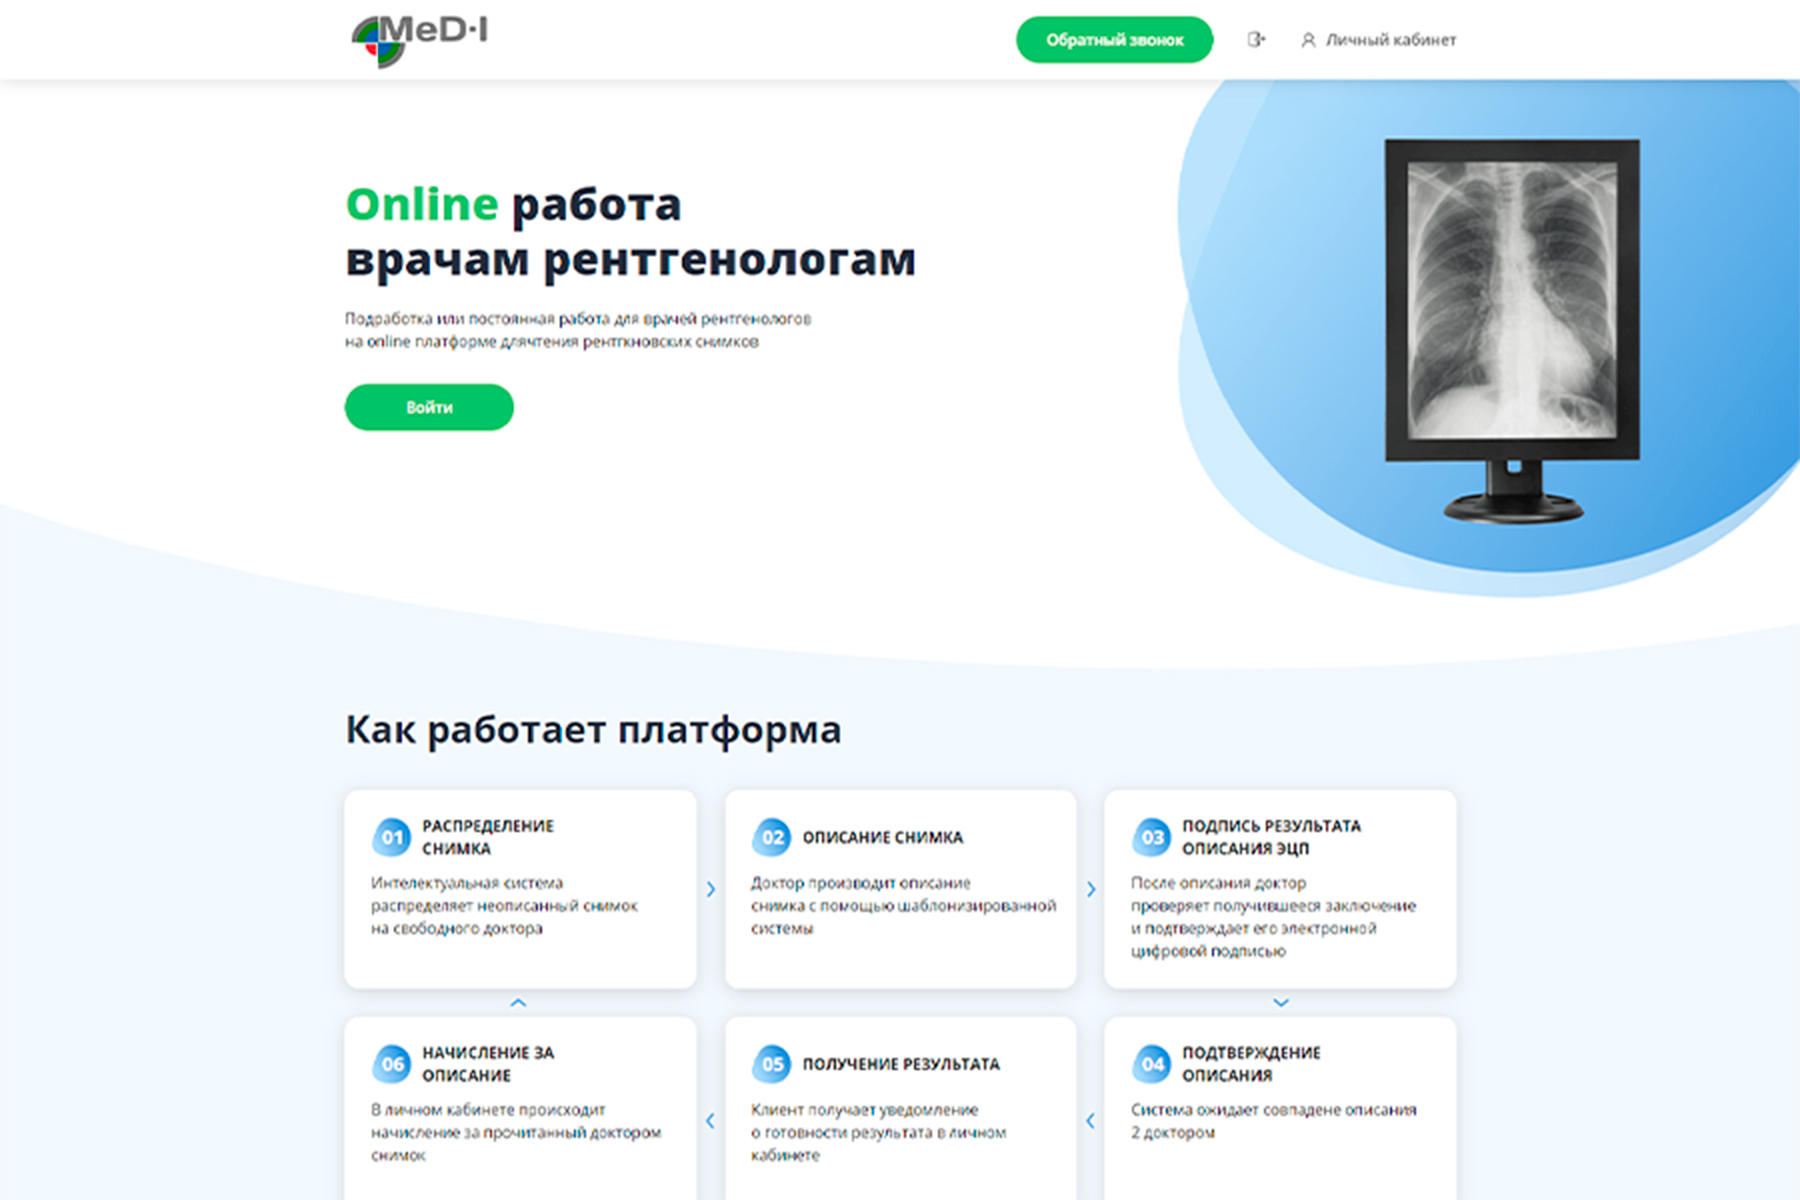 MeD·I
Обратный звонок
Личный кабинет
Online работа
врачам рентгенологам
Подработка или постоянная работа для врачей рентгенологов
на online платформе длячтения рентгкновских снимков
Войти
Как работает платформа
01 РАСПРЕДЕЛЕНИЕ
СНИМКА
Интелектуальная система
распределяет неописанный снимок
на свободного доктора
02 ОПИСАНИЕ СНИМКА
Доктор производит описание
снимка с помощью шаблонизированной
системы
03 ПОДПИСЬ РЕЗУЛЬТАТА
ОПИСАНИЯ ЭЦП
После описания доктор
проверяет получившееся заключение
и подтверждает его электронной
цифровой подписью
06 НАЧИСЛЕНИЕ ЗА
ОПИСАНИЕ
В личном кабинете происходит
начисление за прочитанный доктором
снимок
05 ПОЛУЧЕНИЕ РЕЗУЛЬТАТА
Клиент получает уведомление
о готовности результата в личном
кабинете
04 ПОДТВЕРЖДЕНИЕ
ОПИСАНИЯ
Система ожидает совпадене описания
2 доктором